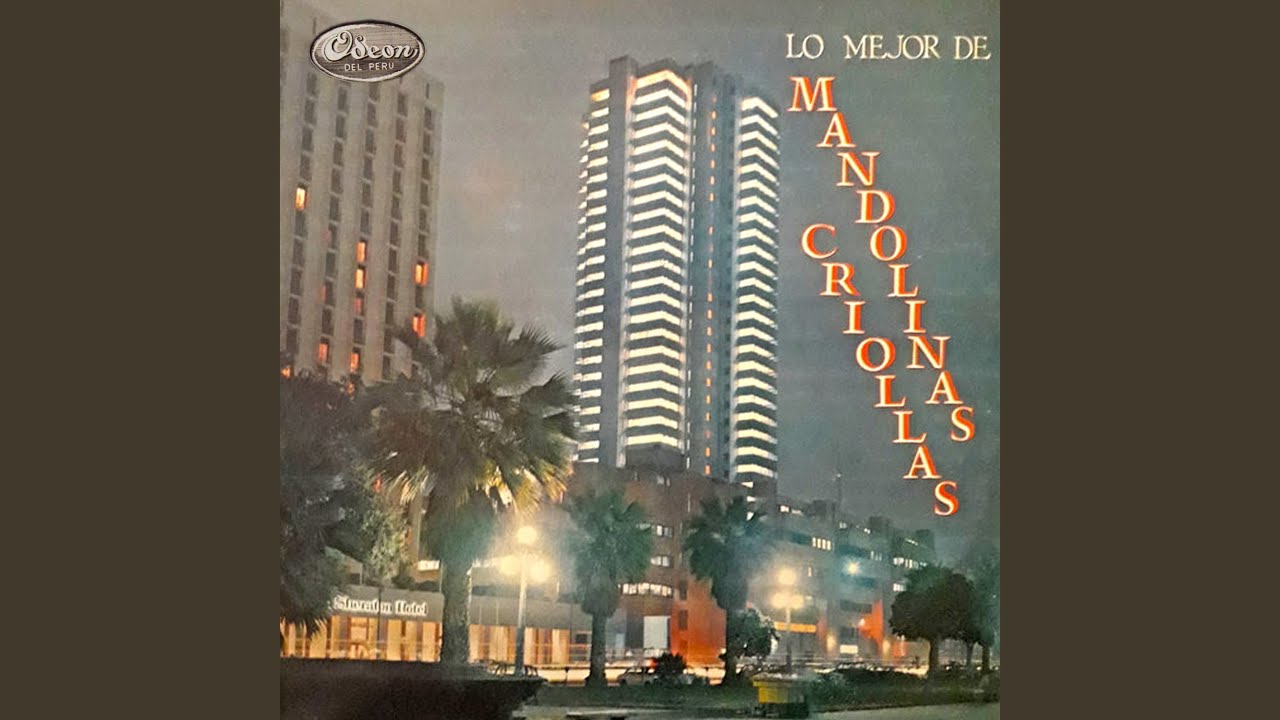 Odeon
DEL PERU
LO MEJOR DE
MANDOLINAS
CRIOLLAS
Sheraton Hotel